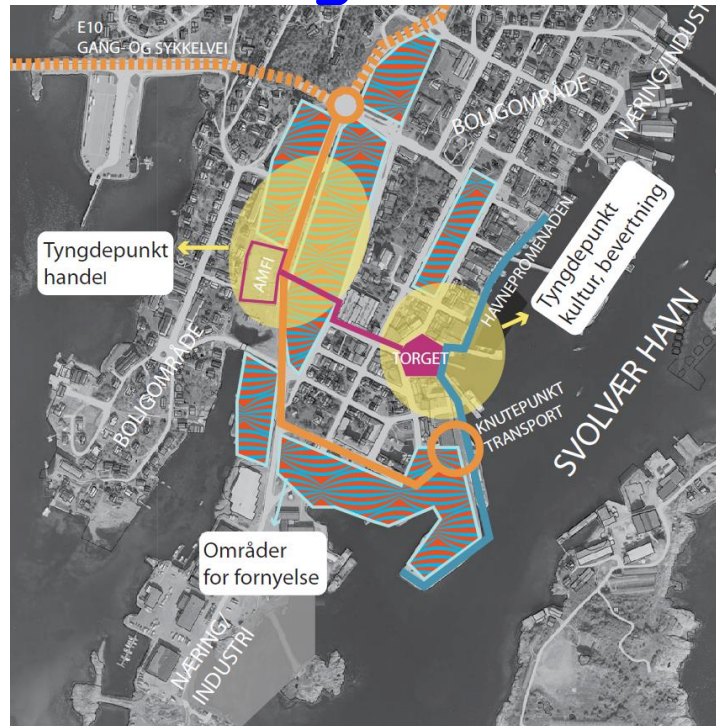 E10
GANG- OG SYKKELVEI
NÆRING/INDUSTRI
BOLIGOMRÅDE
HAVNEPROMENADEN
Tyngdepunkt
kultur, bevertning
Tyngdepunkt
handel
AMFI
TORGET
BOLIGOMRÅDE
KNUTEPUNKT
TRANSPORT
SVOLVÆR HAVN
Områder
for fornyelse
NÆRING/
INDUSTRI